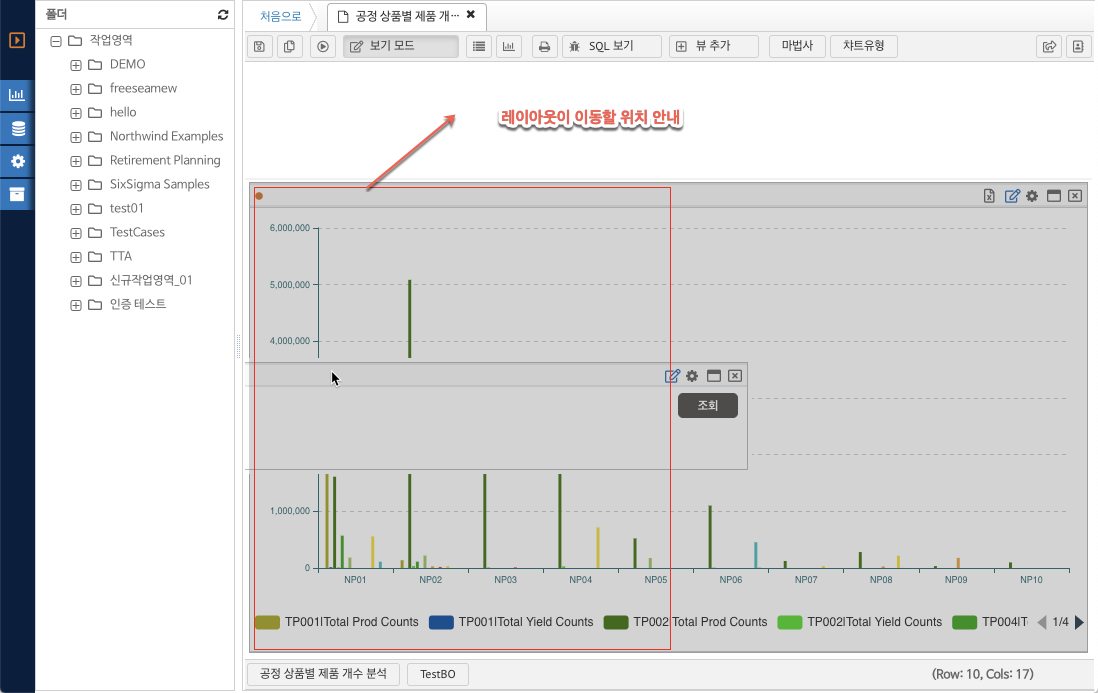 폴더
작업영역
DEMO
freeseamew
hello
Northwind Examples
Retirement Planning
SixSigma Samples
test01
TestCases
TTA
신규작업영역_01
인증 테스트
처음으로
공정 상품별 제품 개···
보기 모드
SQL 보기
뷰 추가
마법사
챠트유형
레이아웃이 이동할 위치 안내
6,000,000
5,000,000
4,000,000
조회
1,000,000
0
NP01 NP02 NP03 NP04 NP05 NP06 NP07 NP08 NP09 NP10
TP001|Total Prod Counts TP001|Total Yield Counts TP002|Total Prod Counts TP002|Total Yield Counts TP004|T 1/4
공정 상품별 제품 개수 분석 TestBO (Row: 10, Cols: 17)